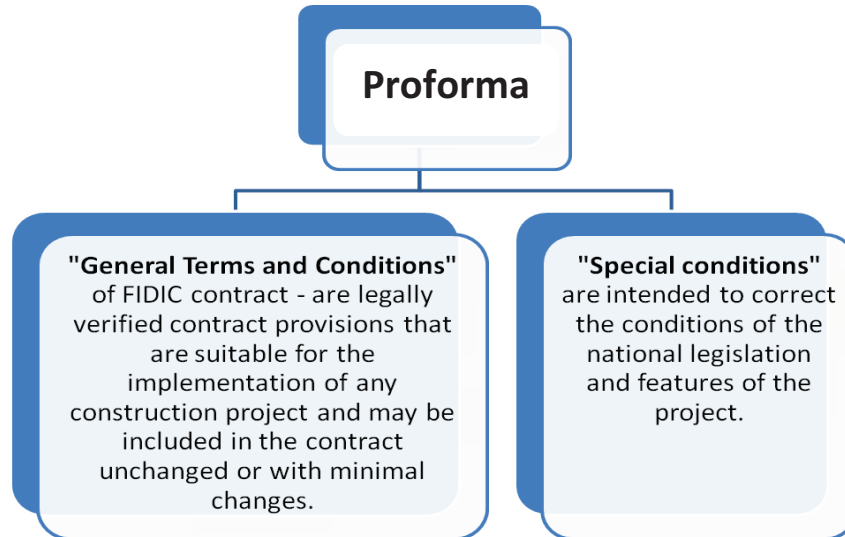 Proforma
"General Terms and Conditions"
of FIDIC contract - are legally
verified contract provisions that
are suitable for the
implementation of any
construction project and may be
included in the contract
unchanged or with minimal
changes.
"Special conditions"
are intended to correct
the conditions of the
national legislation
and features of the
project.